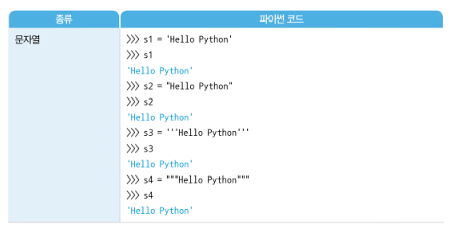 종류 파이썬 코드
문자열 >>> s1 = 'Hello Python'
>>> s1
'Hello Python'
>>> s2 = "Hello Python"
>>> s2
'Hello Python'
>>> s3 = '''Hello Python'''
>>> s3
'Hello Python'
>>> s4 = """Hello Python"""
>>> s4
'Hello Python'